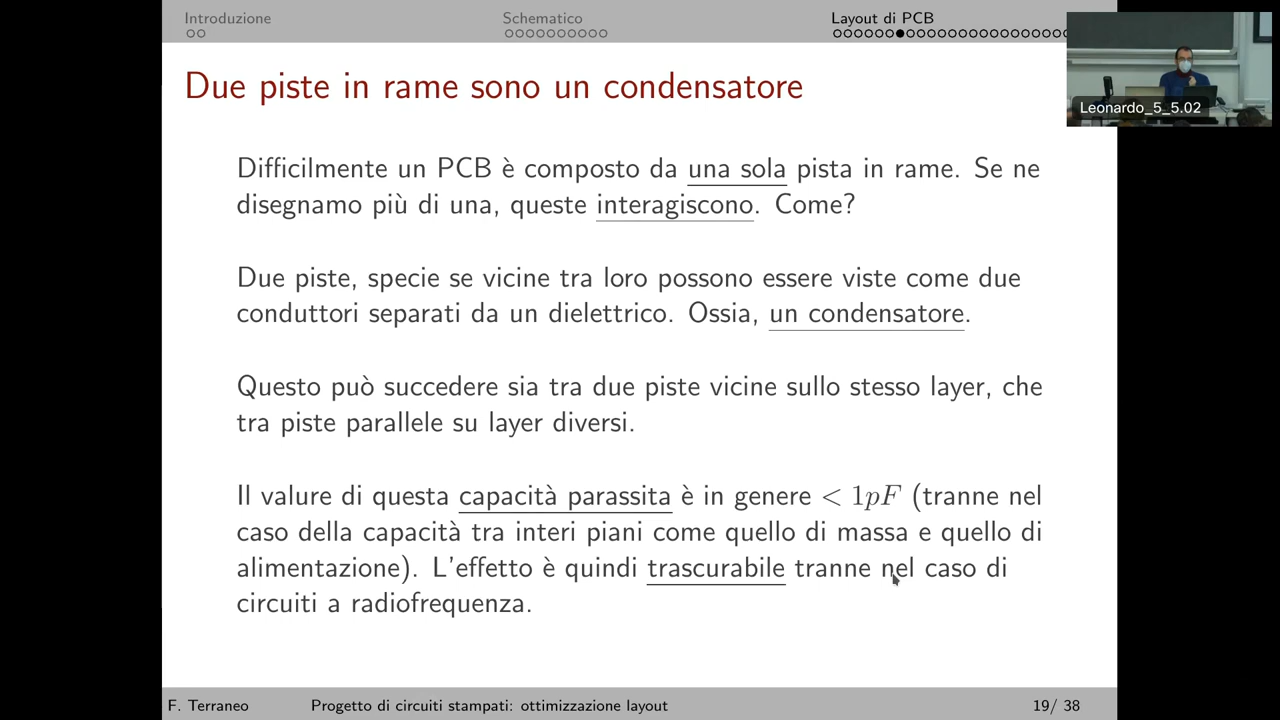 Introduzione
Schematico
Layout di PCB
Leonardo_5_5.02
Due piste in rame sono un condensatore
Difficilmente un PCB è composto da una sola pista in rame. Se ne
disegnamo più di una, queste interagiscono. Come?
Due piste, specie se vicine tra loro possono essere viste come due
conduttori separati da un dielettrico. Ossia, un condensatore.
Questo può succedere sia tra due piste vicine sullo stesso layer, che
tra piste parallele su layer diversi.
Il valure di questa capacità parassita è in genere < 1pF (tranne nel
caso della capacità tra interi piani come quello di massa e quello di
alimentazione). L'effetto è quindi trascurabile tranne nel caso di
circuiti a radiofrequenza.
F. Terraneo
Progetto di circuiti stampati: ottimizzazione layout
19/ 38